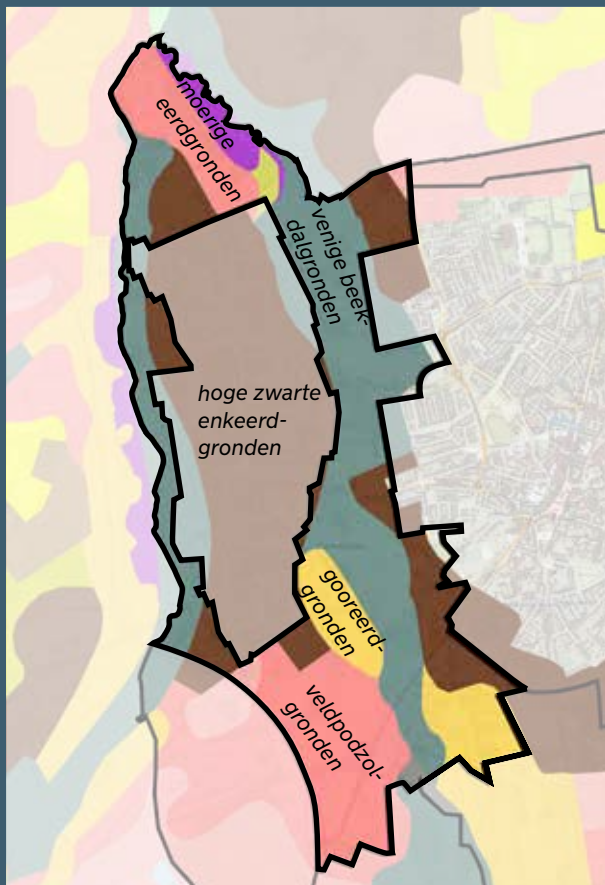 moerige
eerdgronden
venige beek-
dalgronden
hoge zwarte
enkeerd-
gronden
gooreerd-
gronden
veldpodzol-
gronden